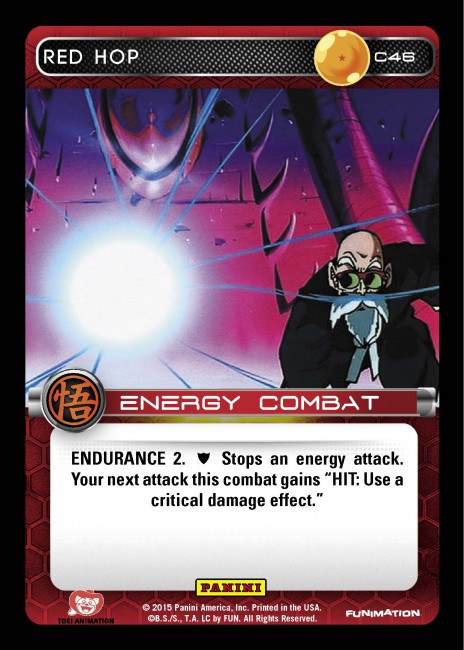 RED HOP
C46
悟
ENERGY COMBAT
ENDURANCE 2. Stops an energy attack.
Your next attack this combat gains “HIT: Use a
critical damage effect.”
PANINI
TOEI ANIMATION
© 2015 Panini America, Inc. Printed in the USA.
©B.S./S., T.A. LC by FUN. All Rights Reserved.
FUNIMATION